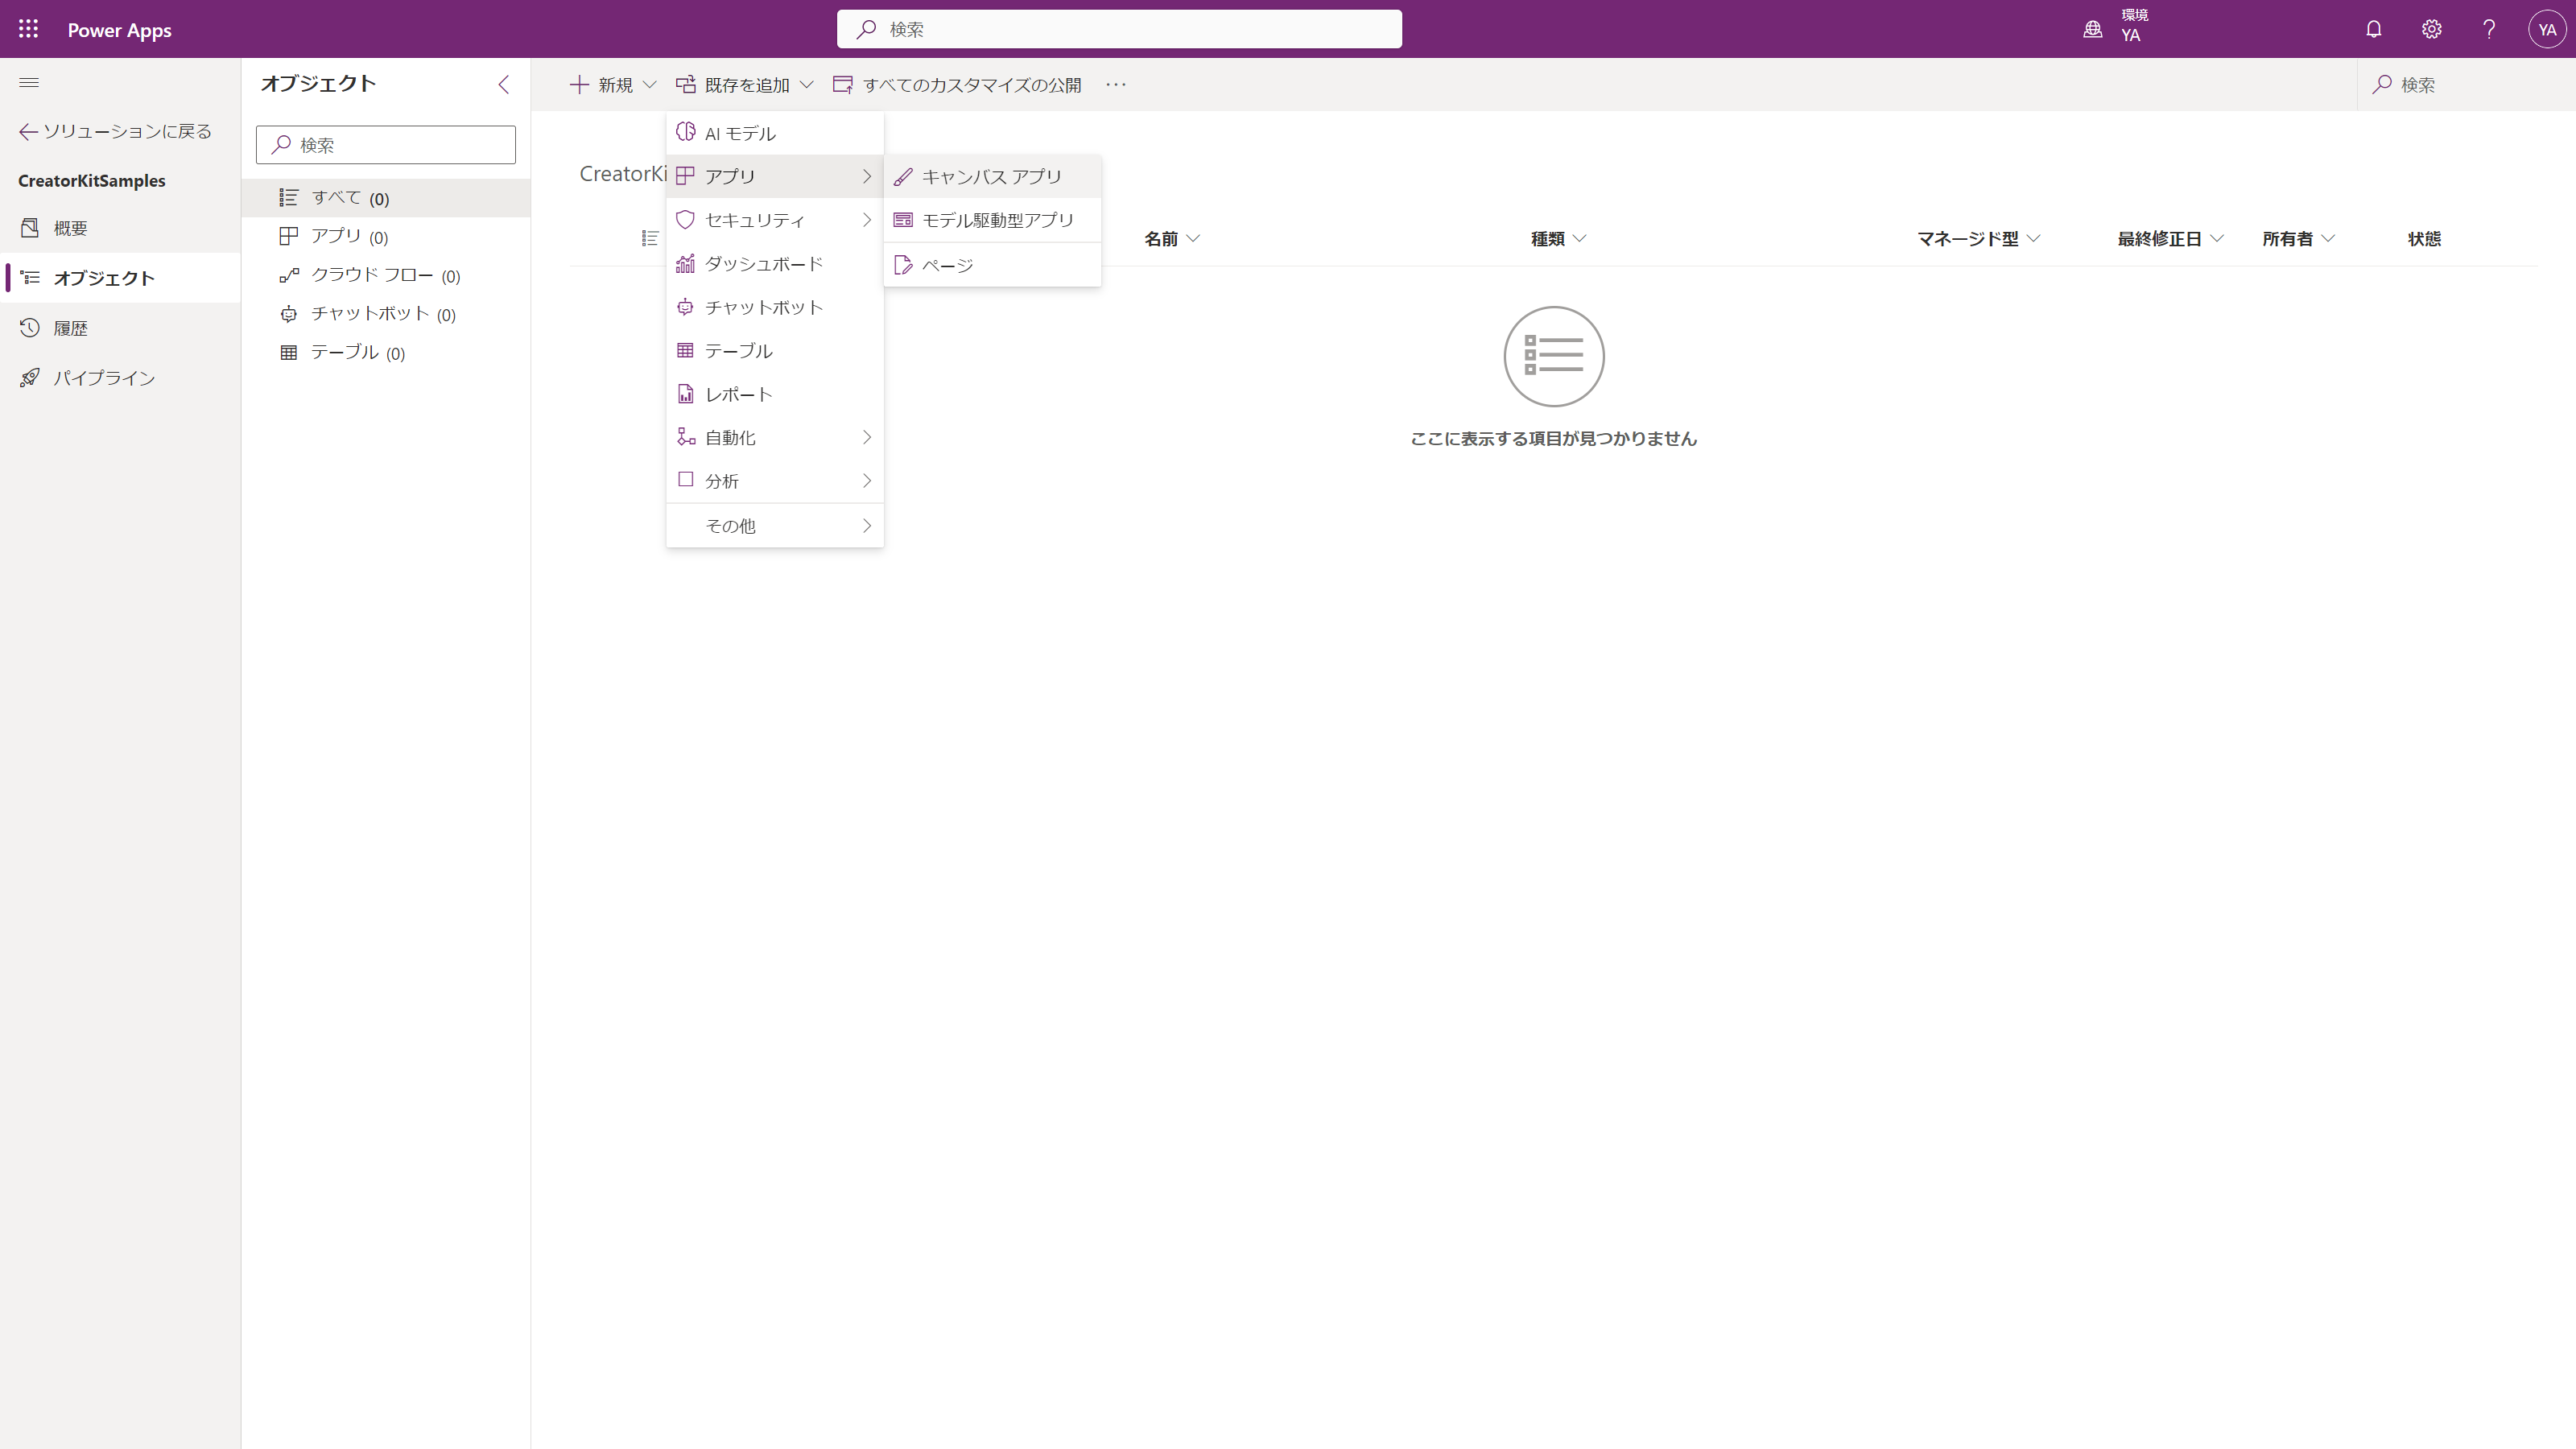 Power Apps
検索
環境
YA
YA
ソリューションに戻る
CreatorKitSamples
概要
オブジェクト
履歴
パイプライン
オブジェクト
検索
すべて (0)
アプリ (0)
クラウド フロー (0)
チャットボット (0)
テーブル (0)
新規
既存を追加
すべてのカスタマイズの公開
検索
CreatorKi
AI モデル
アプリ
セキュリティ
ダッシュボード
チャットボット
テーブル
レポート
自動化
分析
その他
キャンバス アプリ
モデル駆動型アプリ
ページ
名前
種類
マネージド型
最終修正日
所有者
状態
ここに表示する項目が見つかりません